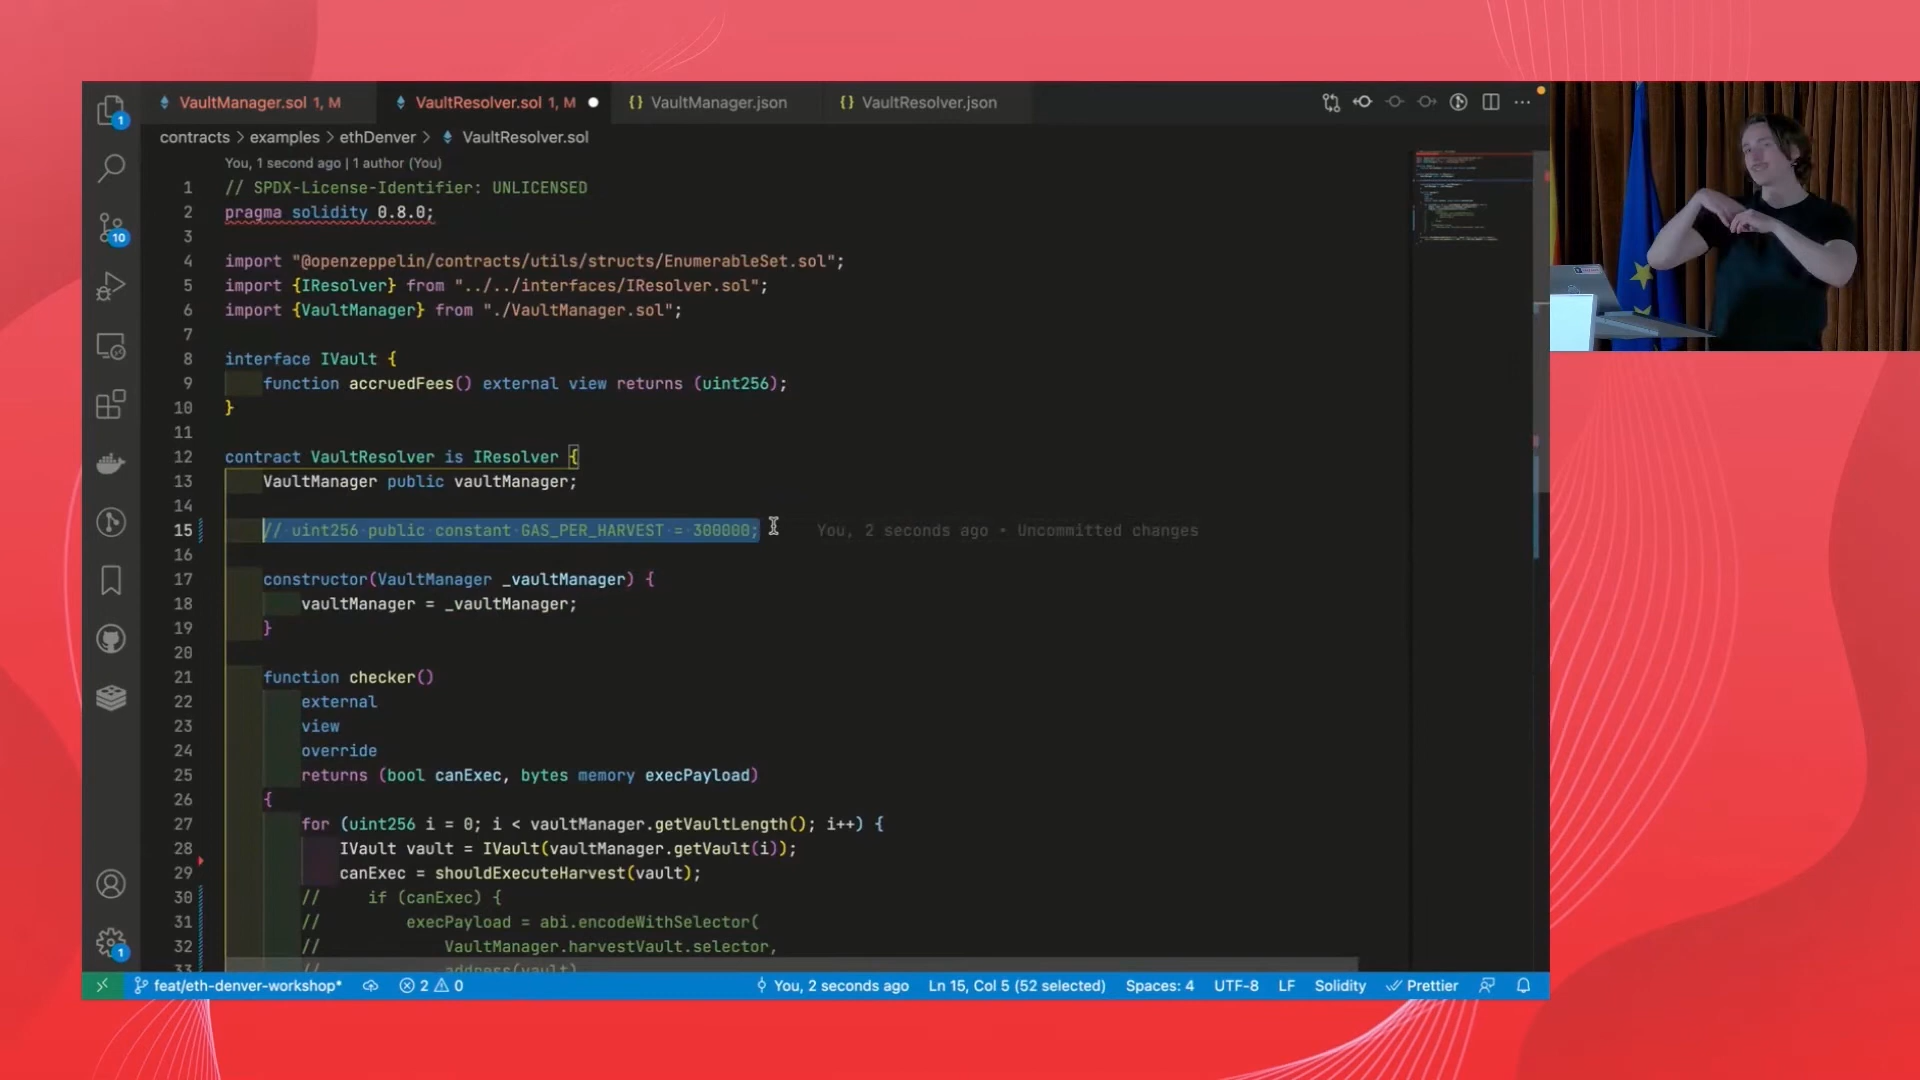 VaultManager.sol 1, M
VaultResolver.sol 1, M
{} VaultManager.json
{} VaultResolver.json
contracts > examples > ethDenver > VaultResolver.sol
You, 1 second ago | 1 author (You)
1 // SPDX-License-Identifier: UNLICENSED
2 pragma solidity 0.8.0;
3
4 import "@openzeppelin/contracts/utils/structs/EnumerableSet.sol";
5 import {IResolver} from "../../interfaces/IResolver.sol";
6 import {VaultManager} from "./VaultManager.sol";
7
8 interface IVault {
9 function accruedFees() external view returns (uint256);
10 }
11
12 contract VaultResolver is IResolver {
13 VaultManager public vaultManager;
14
15 // uint256 public constant GAS_PER_HARVEST = 300000; You, 2 seconds ago • Uncommitted changes
16
17 constructor(VaultManager _vaultManager) {
18 vaultManager = _vaultManager;
19 }
20
21 function checker()
22 external
23 view
24 override
25 returns (bool canExec, bytes memory execPayload)
26 {
27 for (uint256 i = 0; i < vaultManager.getVaultLength(); i++) {
28 IVault vault = IVault(vaultManager.getVault(i));
29 canExec = shouldExecuteHarvest(vault);
30 // if (canExec) {
31 // execPayload = abi.encodeWithSelector(
32 // VaultManager.harvestVault.selector,
33 // address(vault)
1
10
1
feat/eth-denver-workshop* 2 0 You, 2 seconds ago Ln 15, Col 5 (52 selected) Spaces: 4 UTF-8 LF Solidity Prettier